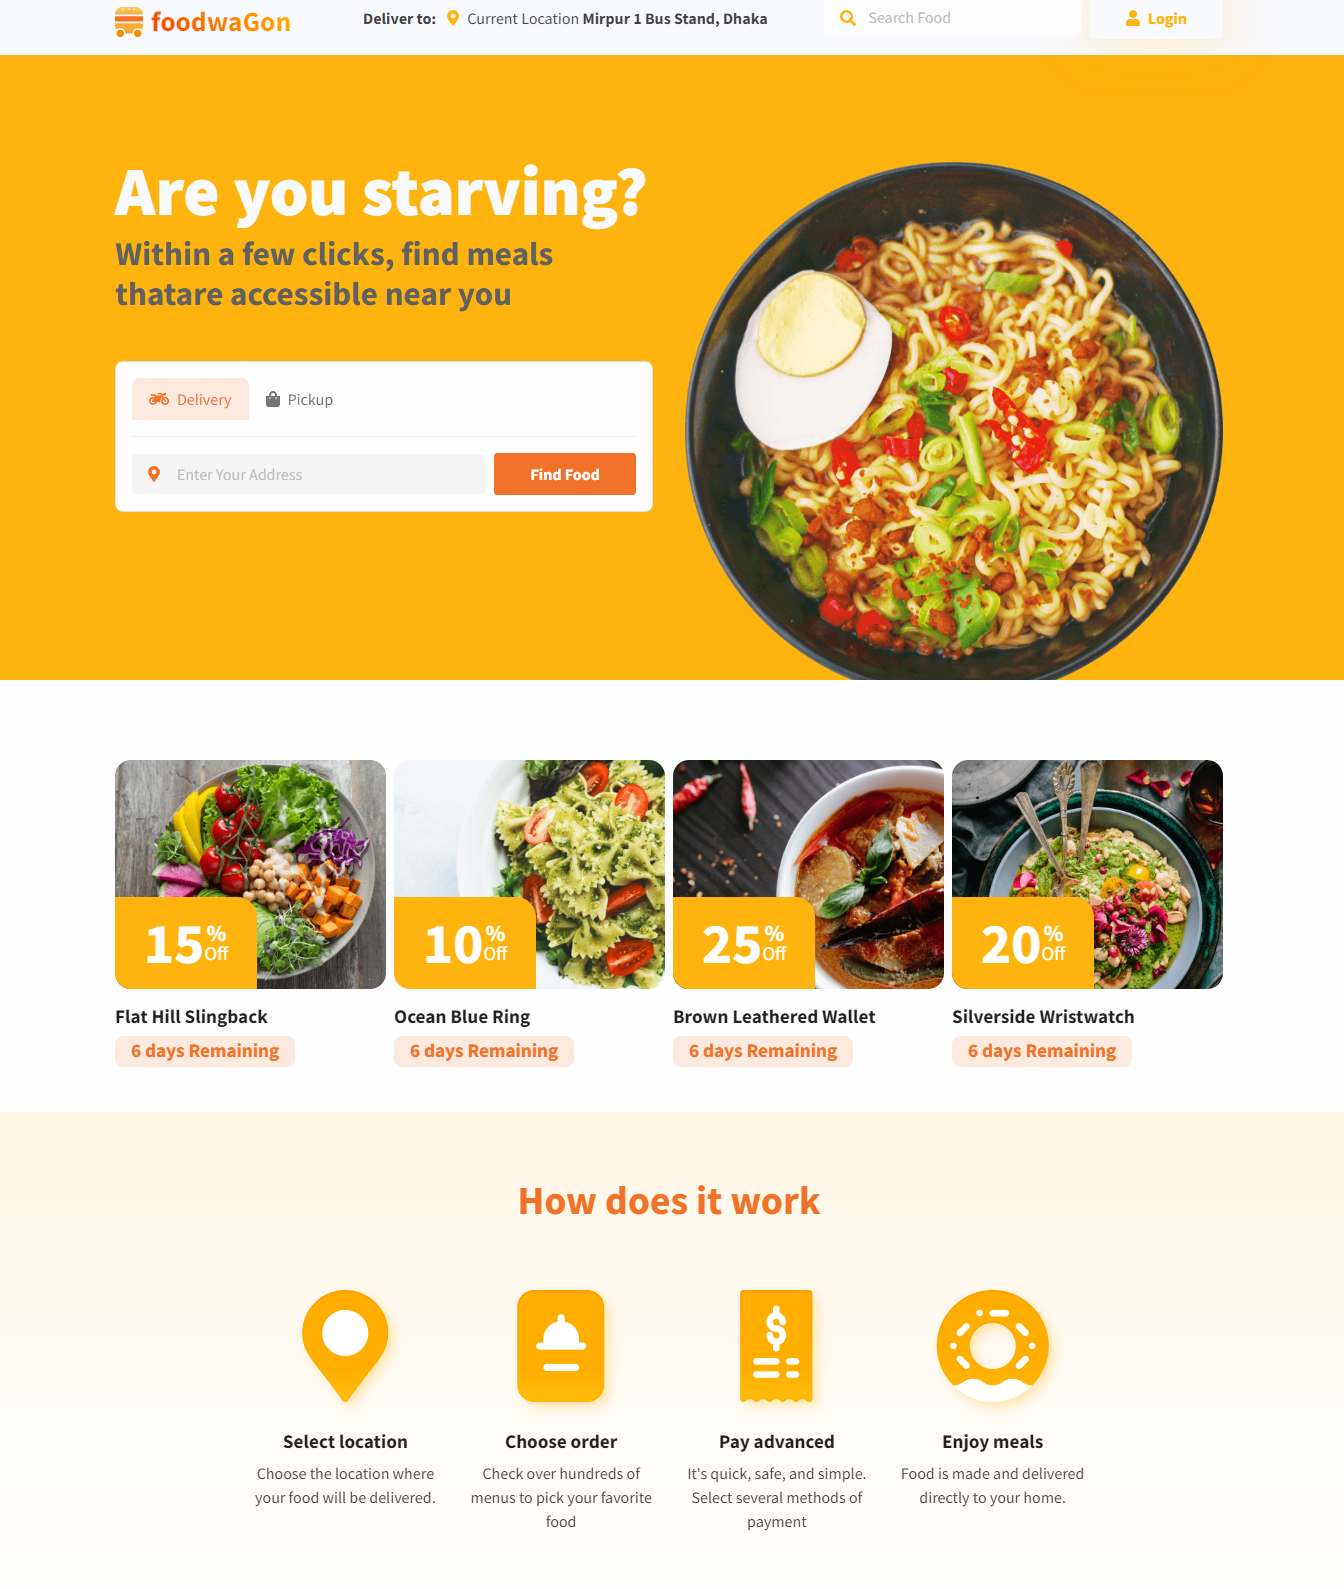 foodwaGon
Deliver to: Current Location Mirpur 1 Bus Stand, Dhaka
Search Food
Login
Are you starving?
Within a few clicks, find meals
thatare accessible near you
Delivery
Pickup
Enter Your Address
Find Food
15% Off
10% Off
25% Off
20% Off
Flat Hill Slingback
Ocean Blue Ring
Brown Leathered Wallet
Silverside Wristwatch
6 days Remaining
6 days Remaining
6 days Remaining
6 days Remaining
How does it work
$
Select location
Choose the location where
your food will be delivered.
Choose order
Check over hundreds of
menus to pick your favorite
food
Pay advanced
It's quick, safe, and simple.
Select several methods of
payment
Enjoy meals
Food is made and delivered
directly to your home.